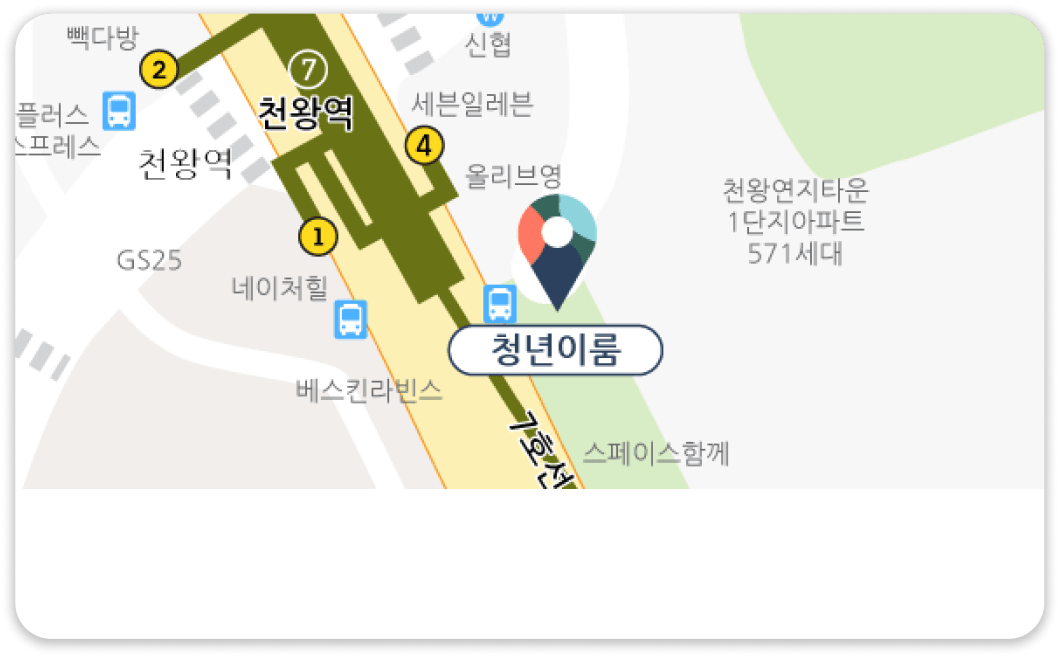 빽다방
2
7
W
신협
천왕역
세븐일레븐
플러스
스프레스
천왕역
4
올리브영
천왕연지타운
1단지아파트
571세대
1
GS25
네이처힐
청년이룸
베스킨라빈스
7호선
스페이스함께